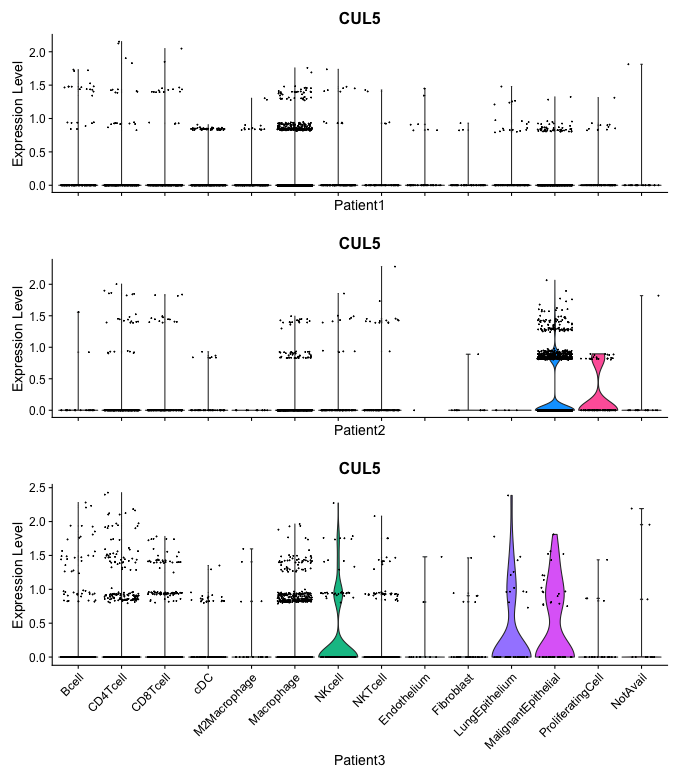 CUL5
Expression Level
2.0
1.5
1.0
0.5
0.0
Patient1
CUL5
Expression Level
2.0
1.5
1.0
0.5
0.0
Patient2
CUL5
Expression Level
2.5
2.0
1.5
1.0
0.5
0.0
Bcell
CD4Tcell
CD8Tcell
cDC
M2Macrophage
Macrophage
NKcell
NKTcell
Endothelium
Fibroblast
LungEpithelium
MalignantEpithelial
ProliferatingCell
NotAvail
Patient3